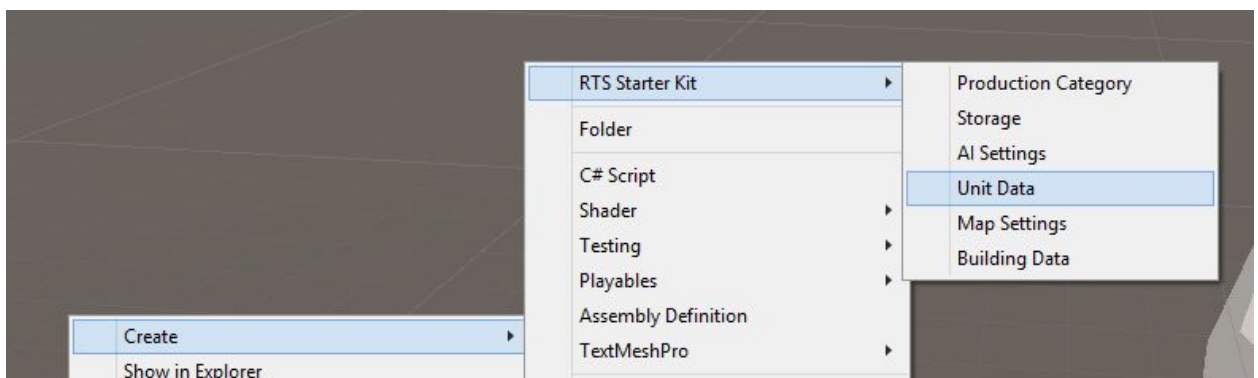 RTS Starter Kit
Folder
C# Script
Shader
Testing
Playables
Assembly Definition
TextMeshPro
Production Category
Storage
AI Settings
Unit Data
Map Settings
Building Data
Create
Show in Explorer